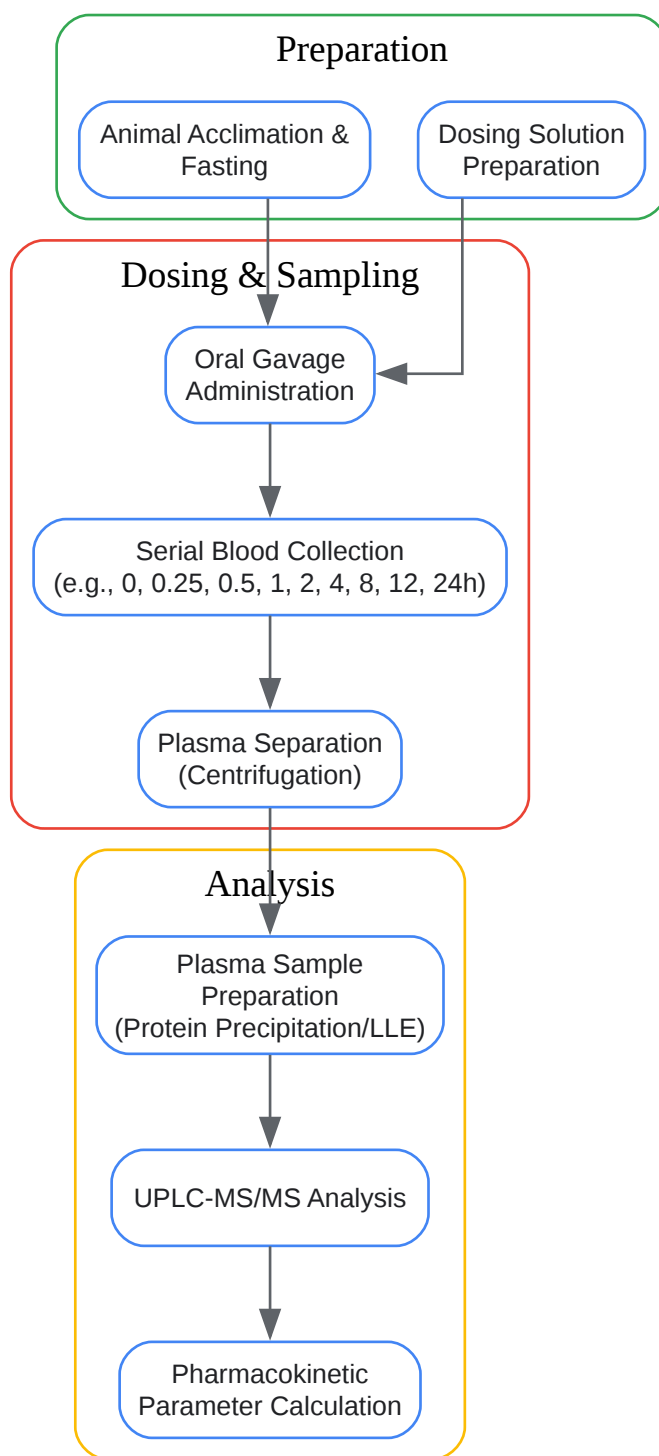 Preparation
Animal Acclimation &
Fasting
Dosing Solution
Preparation
Dosing & Sampling
Oral Gavage
Administration
Serial Blood Collection
(e.g., 0, 0.25, 0.5, 1, 2, 4, 8, 12, 24h)
Plasma Separation
(Centrifugation)
Analysis
Plasma Sample
Preparation
(Protein Precipitation/LLE)
UPLC-MS/MS Analysis
Pharmacokinetic
Parameter Calculation